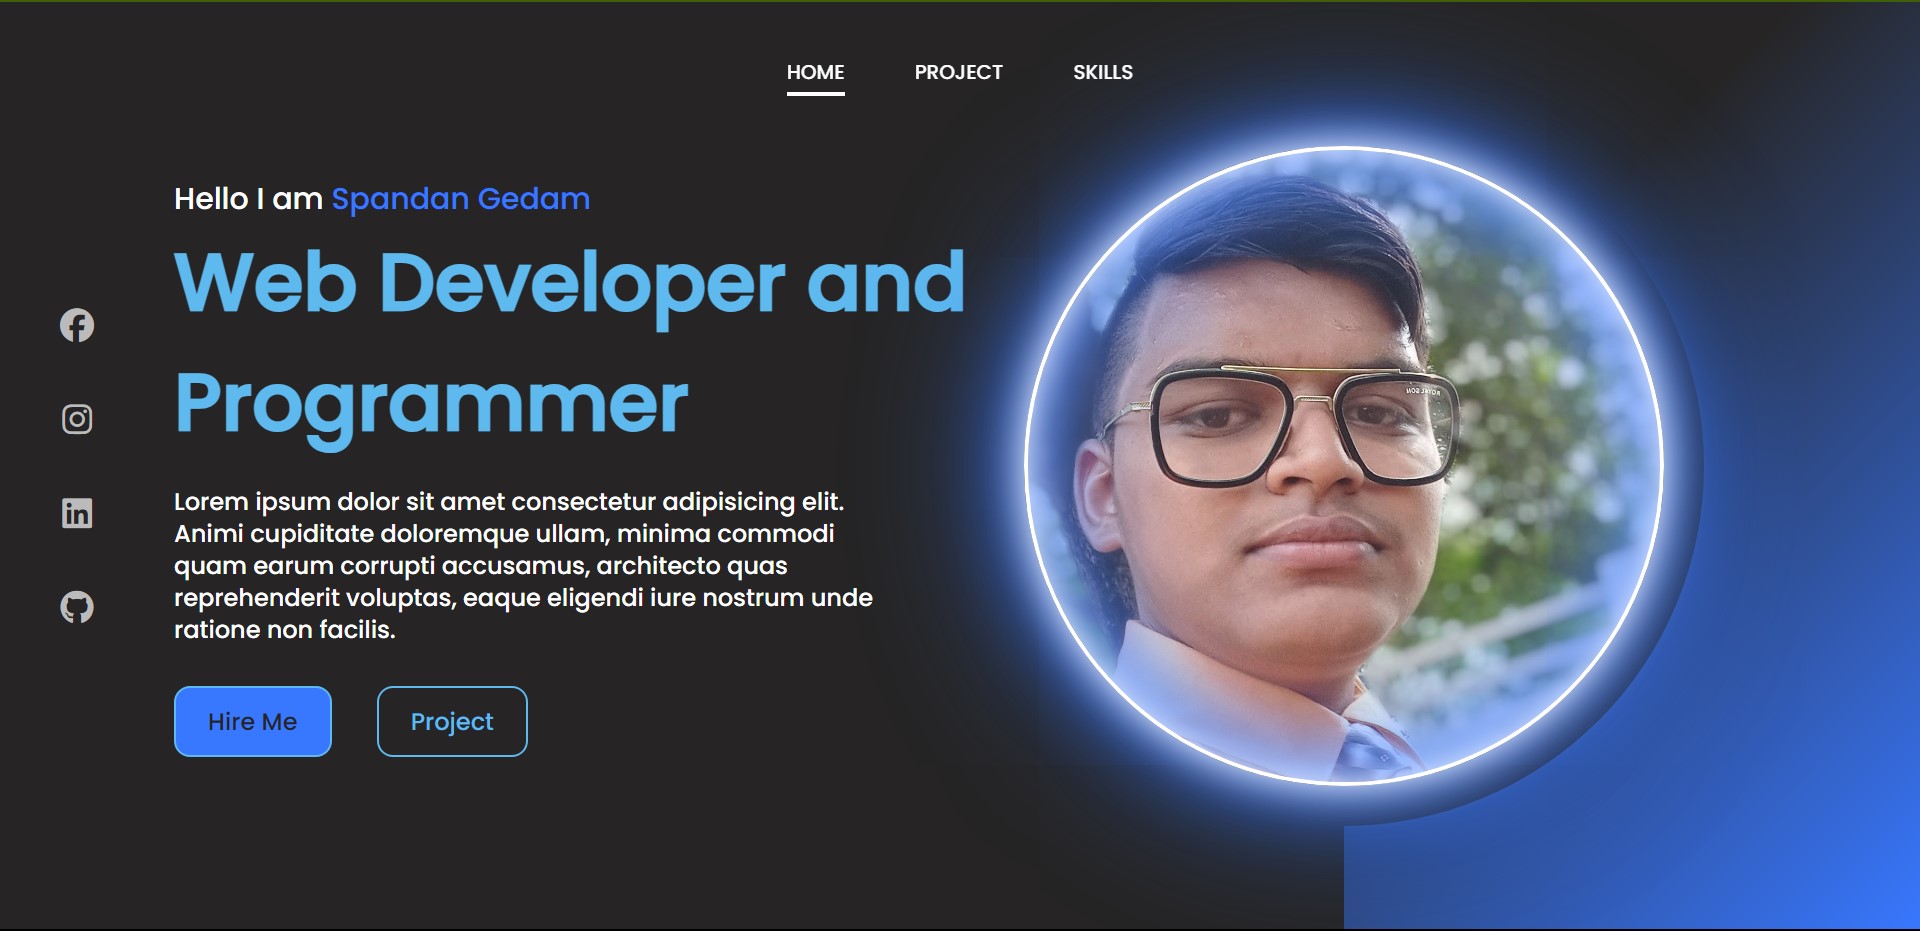 HOME PROJECT SKILLS
Hello I am Spandan Gedam
Web Developer and
Programmer
Lorem ipsum dolor sit amet consectetur adipisicing elit.
Animi cupiditate doloremque ullam, minima commodi
quam earum corrupti accusamus, architecto quas
reprehenderit voluptas, eaque eligendi iure nostrum unde
ratione non facilis.
Hire Me Project